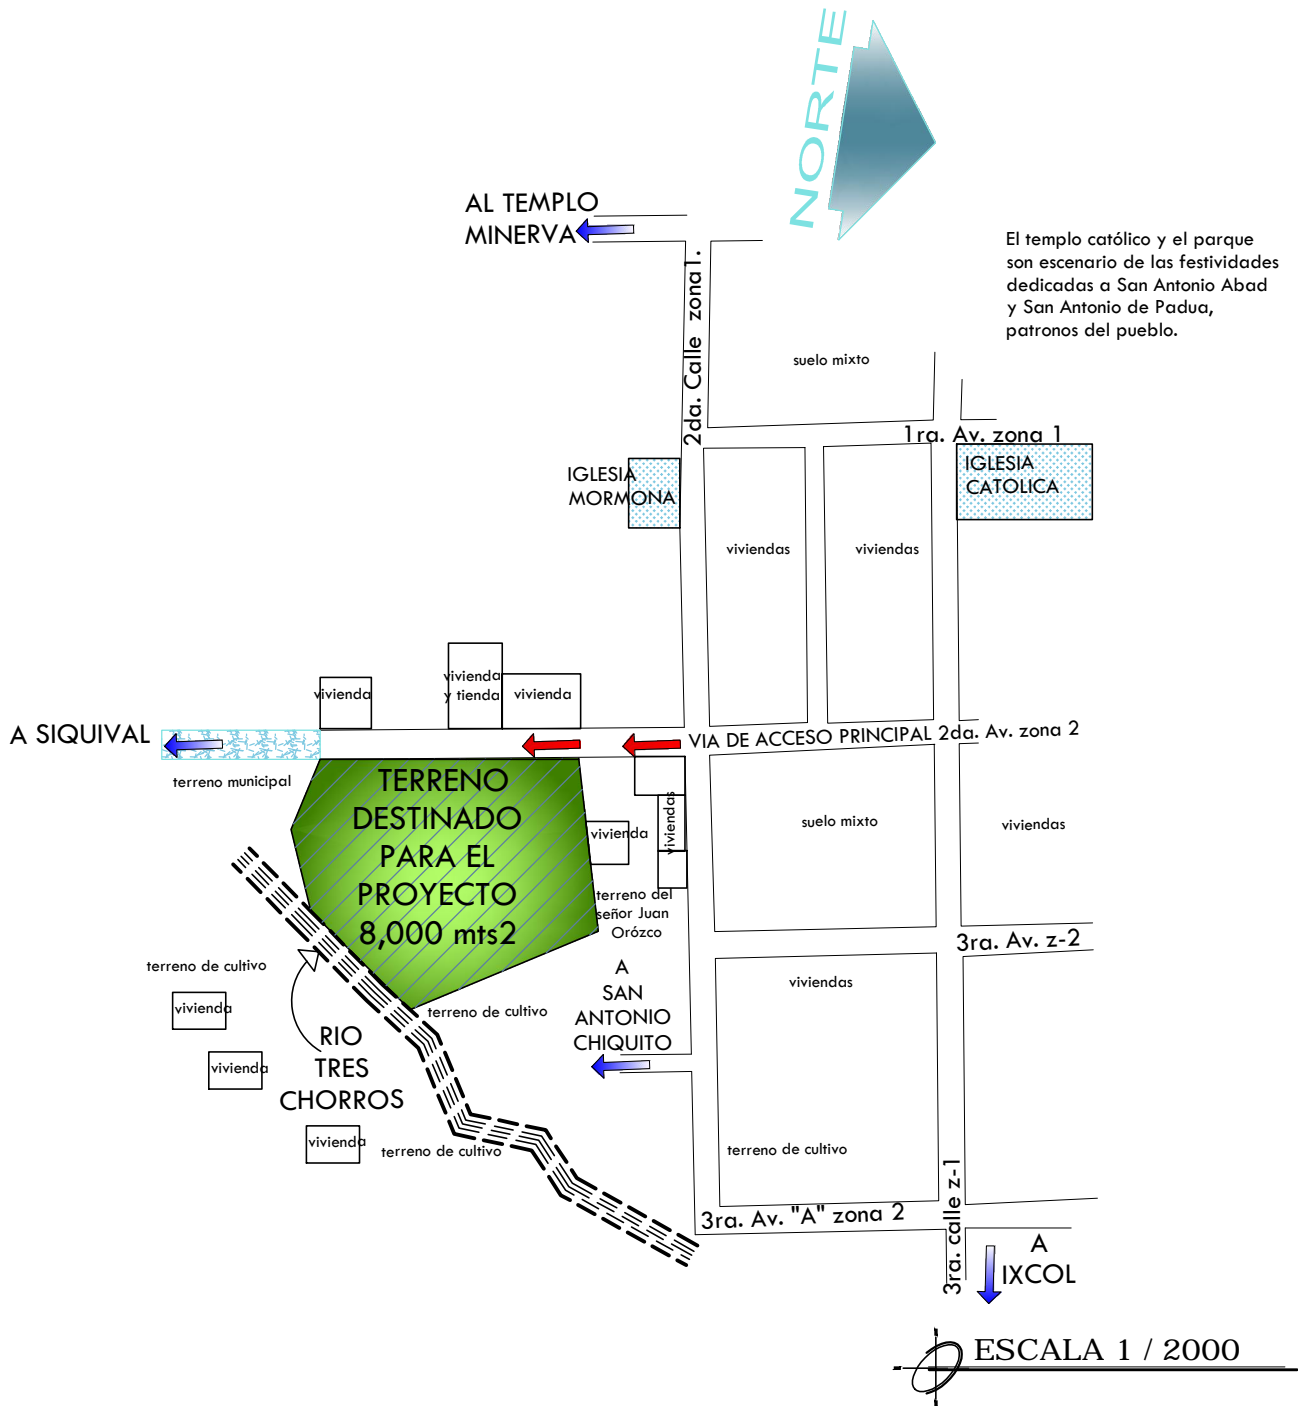 NORTE
AL TEMPLO
MINERVA
El templo católico y el parque
son escenario de las festividades
dedicadas a San Antonio Abad
y San Antonio de Padua,
patronos del pueblo.
2da. Calle zona1.
suelo mixto
1ra. Av. zona 1
IGLESIA
MORMONA
IGLESIA
CATOLICA
viviendas
viviendas
vivienda
vivienda
y tienda
vivienda
A SIQUIVAL
VIA DE ACCESO PRINCIPAL 2da. Av. zona 2
terreno municipal
TERRENO
DESTINADO
PARA EL
PROYECTO
8,000 mts2
vivienda
viviendas
suelo mixto
viviendas
terreno del
señor Juan
Orózco
3ra. Av. z-2
terreno de cultivo
vivienda
A
SAN
ANTONIO
CHIQUITO
viviendas
terreno de cultivo
RIO
TRES
CHORROS
vivienda
vivienda
terreno de cultivo
terreno de cultivo
3ra. Av. "A" zona 2
3ra. calle z-1
A
IXCOL
ESCALA 1 / 2000